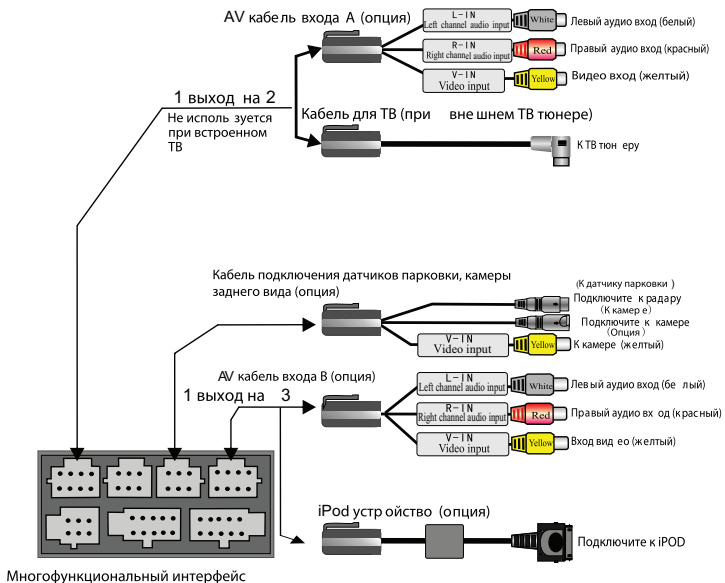 AV кабель входа A (опция)
L-IN
Left channel audio input
White
Левый аудио вход (белый)
R-IN
Right channel audio input
Red
Правый аудио вход (красный)
V-IN
Video input
Yellow
Видео вход (желтый)
1 выход на 2
Не исполь зуется
при встроенном
ТВ
Кабель для ТВ (при вне шнем ТВ тюнере)
К ТВ тюн еру
Кабель подключения датчиков парковки, камеры
заднего вида (опция)
(К датчику парковки )
Подключите к радару
(К камер е)
Подключите к камере
(Опция)
V-IN
Video input
Yellow
К камере (желтый)
AV кабель входа B (опция)
1 выход на 3
L-IN
Left channel audio input
White
Левый аудио вход (бе лый)
R-IN
Right channel audio input
Red
Правый аудио вх од (красный)
V-IN
Video input
Yellow
Вход вид ео (желтый)
iPod устр ойство (опция)
Подключите к iPOD
Многофункциональный интерфейс